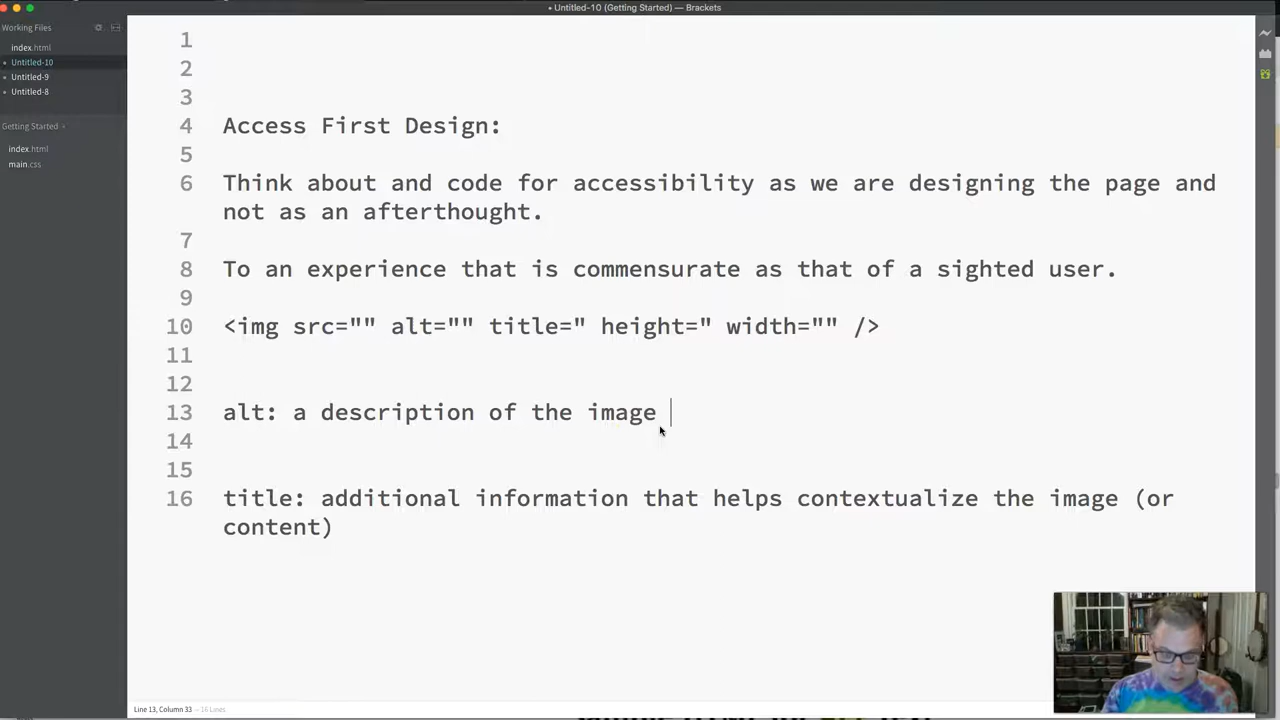 • Untitled-10 (Getting Started) — Brackets
Working Files
index.html
• Untitled-10
• Untitled-9
• Untitled-8
Getting Started
index.html
main.css
1
2
3
4 Access First Design:
5
6 Think about and code for accessibility as we are designing the page and
not as an afterthought.
7
8 To an experience that is commensurate as that of a sighted user.
9
10 <img src="" alt="" title=" height=" width="" />
11
12
13 alt: a description of the image
14
15
16 title: additional information that helps contextualize the image (or
content)
Line 13, Column 33 — 16 Lines